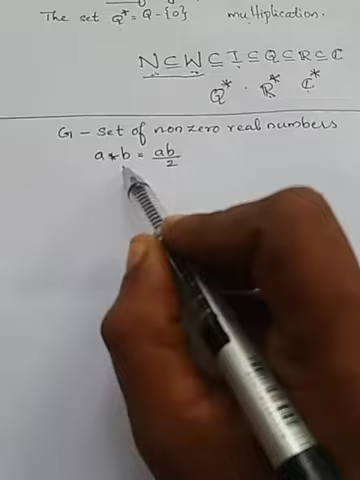 The set Q* = Q - {0} multiplication.
N ⊆ W ⊆ I ⊆ Q ⊆ R ⊆ C
Q* . R* C*
G - set of nonzero real numbers
a * b = ab/2